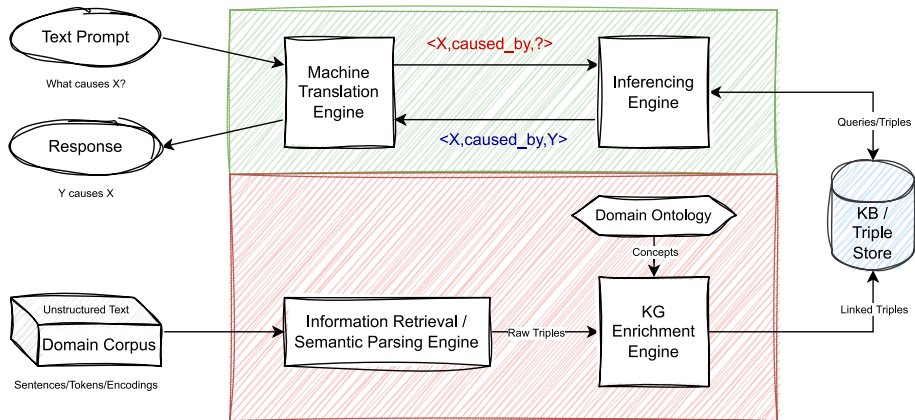 Text Prompt
What causes X?
Response
Y causes X
Machine
Translation
Engine
<X,caused_by,?>
<X,caused_by,Y>
Inferencing
Engine
Queries/Triples
KB /
Triple
Store
Linked Triples
Domain Ontology
Concepts
Unstructured Text
Domain Corpus
Sentences/Tokens/Encodings
Information Retrieval /
Semantic Parsing Engine
Raw Triples
KG
Enrichment
Engine